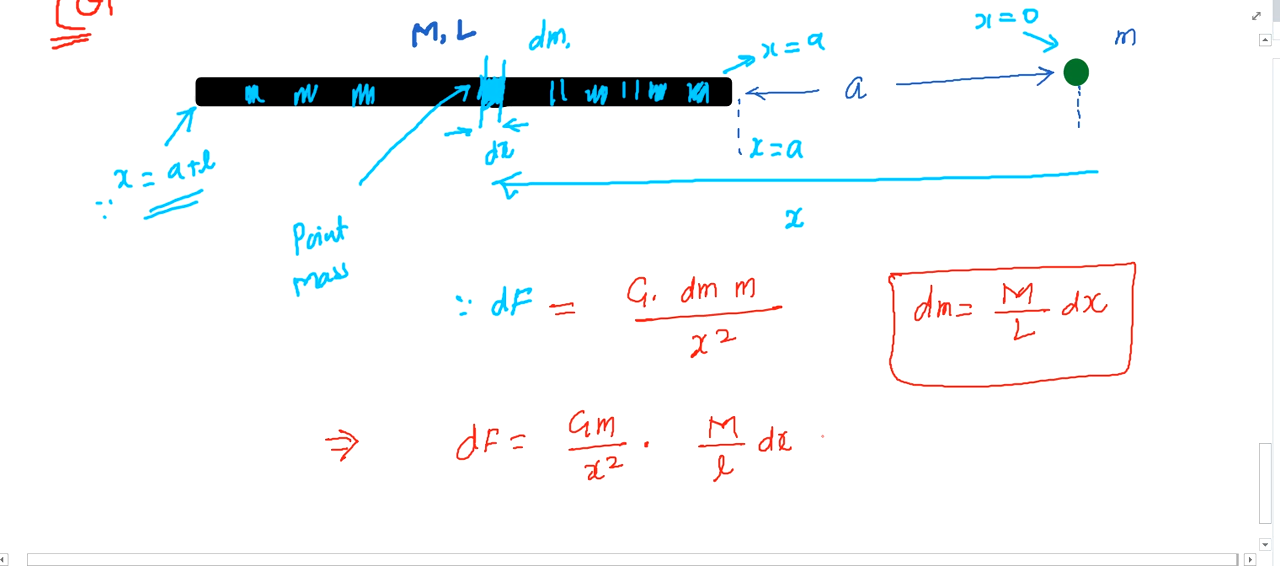 M, L
dm,
x = a
x = 0
m
a
x = a
dx
∵ x = a+l
x
Point
mass
∵ dF = G. dm m / x²
dm = M/L dx
⇒ dF = Gm/x² · M/l dx